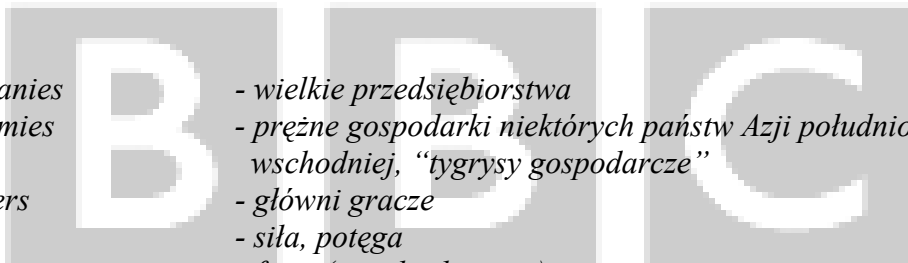 anies - wielkie przedsiębiorstwa
mies - prężne gospodarki niektórych państw Azji południo
wschodniej, “tygrysy gospodarcze”
ers - główni gracze
- siła, potęga
BBC